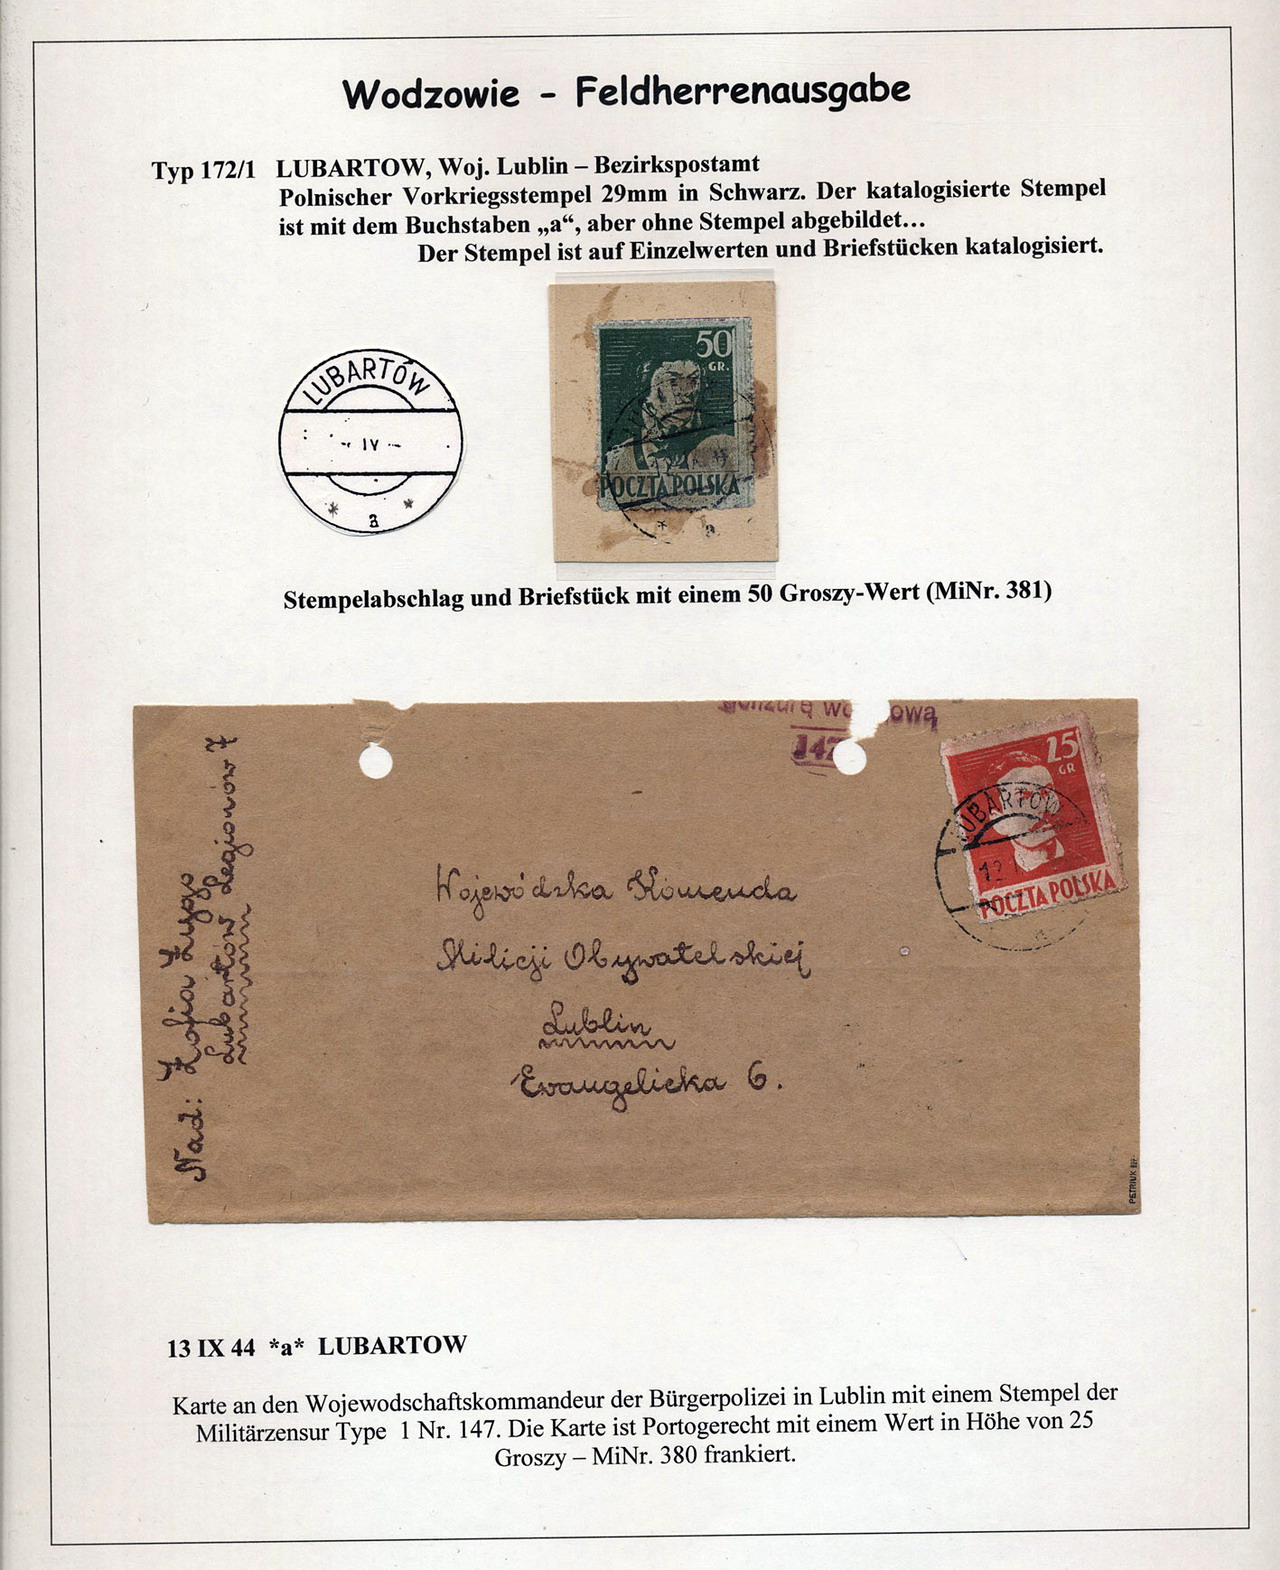 Wodzowie - Feldherrenausgabe
Typ 172/1 LUBARTOW, Woj. Lublin – Bezirkspostamt
Polnischer Vorkriegsstempel 29mm in Schwarz. Der katalogisierte Stempel
ist mit dem Buchstaben „a“, aber ohne Stempel abgebildet…
Der Stempel ist auf Einzelwerten und Briefstücken katalogisiert.
LUBARTÓW
IV
* a *
50
GR.
POCZTA POLSKA
* a
Stempelabschlag und Briefstück mit einem 50 Groszy-Wert (MiNr. 381)
147
25
GR
LUBARTÓW
POCZTA POLSKA
Wojewódzka Komenda
Milicji Obywatelskiej
Lublin
Ewangelicka 6.
Nad: Zofia
Lubartów Legionów 7
13 IX 44 *a* LUBARTOW
Karte an den Wojewodschaftskommandeur der Bürgerpolizei in Lublin mit einem Stempel der
Militärzensur Type 1 Nr. 147. Die Karte ist Portogerecht mit einem Wert in Höhe von 25
Groszy – MiNr. 380 frankiert.